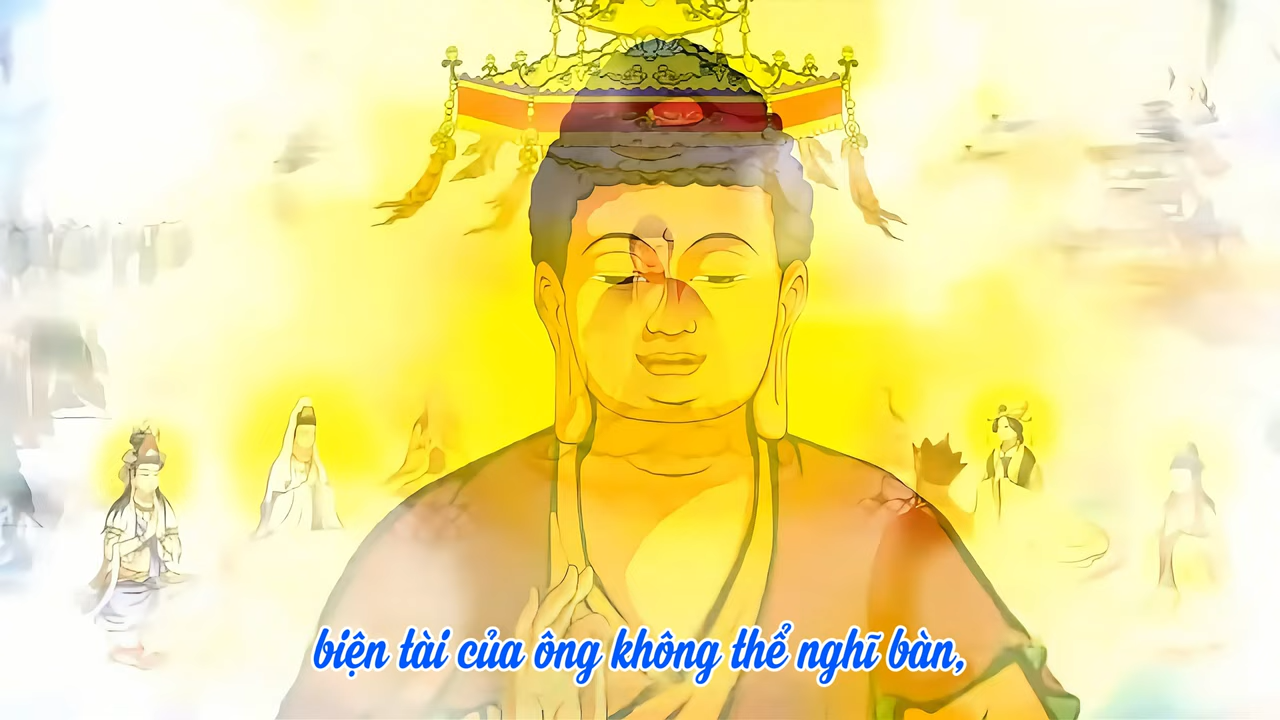 biện tài của ông không thể nghĩ bàn,